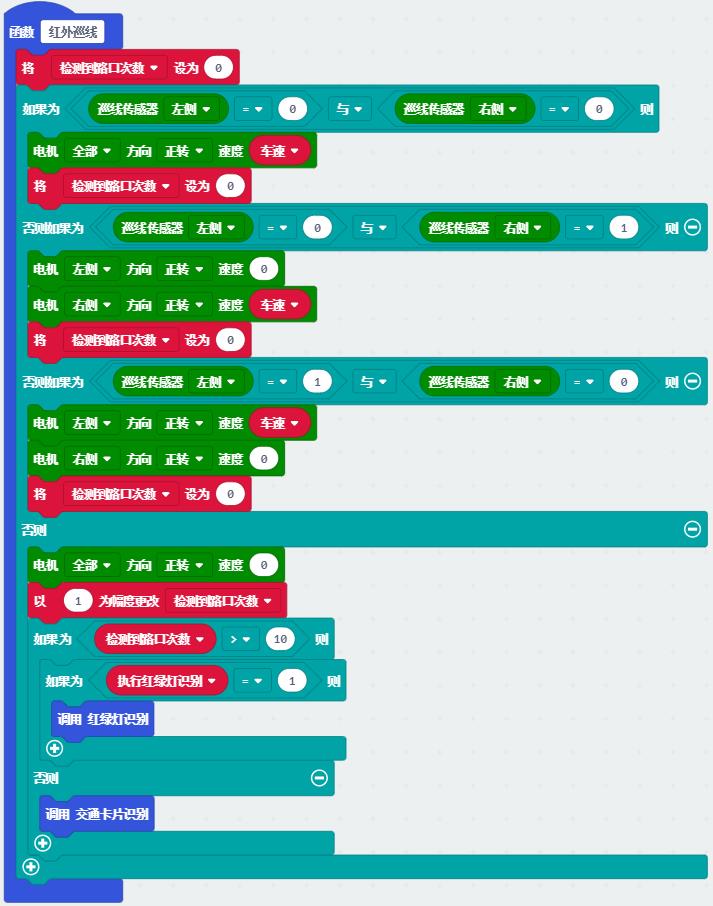 函数 红外巡线
将 检测到路口次数 设为 0
如果为 巡线传感器 左侧 = 0 与 巡线传感器 右侧 = 0 则
电机 全部 方向 正转 速度 车速
将 检测到路口次数 设为 0
否则如果为 巡线传感器 左侧 = 0 与 巡线传感器 右侧 = 1 则
电机 左侧 方向 正转 速度 0
电机 右侧 方向 正转 速度 车速
将 检测到路口次数 设为 0
否则如果为 巡线传感器 左侧 = 1 与 巡线传感器 右侧 = 0 则
电机 左侧 方向 正转 速度 车速
电机 右侧 方向 正转 速度 0
将 检测到路口次数 设为 0
否则
电机 全部 方向 正转 速度 0
以 1 为幅度更改 检测到路口次数
如果为 检测到路口次数 > 10 则
如果为 执行红绿灯识别 = 1 则
调用 红绿灯识别
否则
调用 交通卡片识别